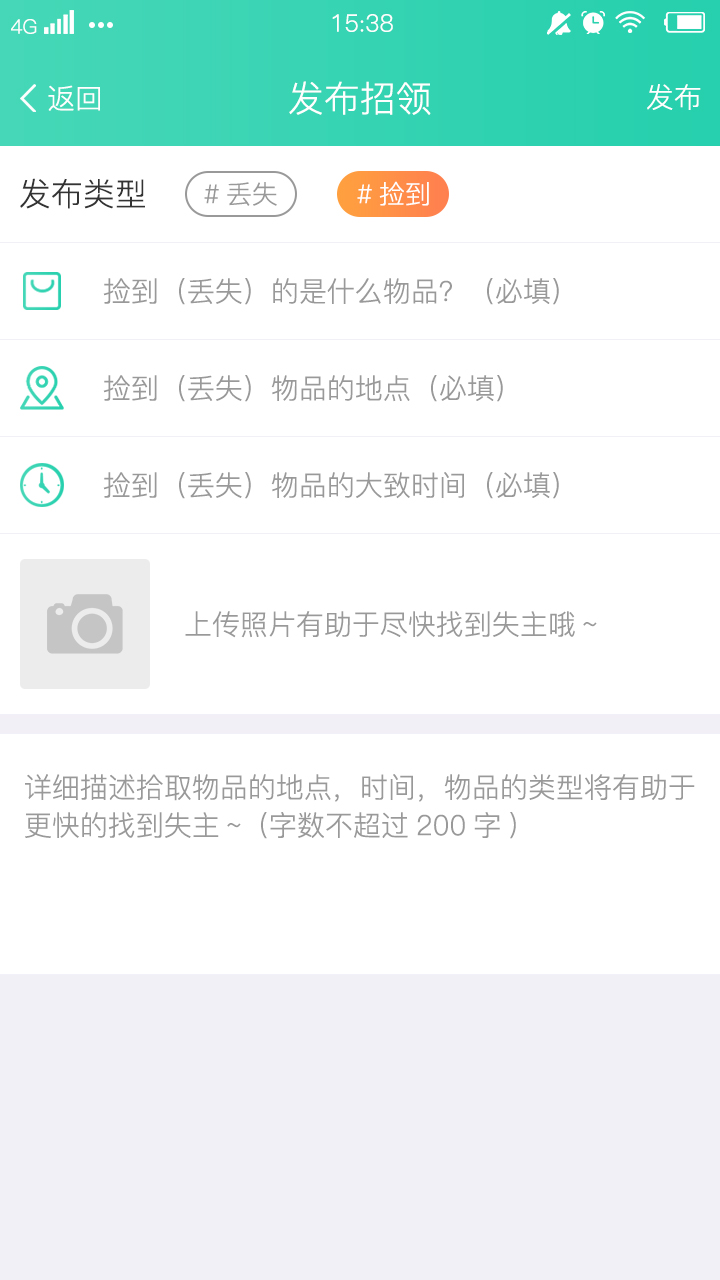 4G 15:38
返回 发布招领 发布
发布类型 # 丢失 # 捡到
捡到（丢失）的是什么物品？（必填）
捡到（丢失）物品的地点（必填）
捡到（丢失）物品的大致时间（必填）
上传照片有助于尽快找到失主哦 ~
详细描述拾取物品的地点，时间，物品的类型将有助于
更快的找到失主 ~（字数不超过 200 字 ）